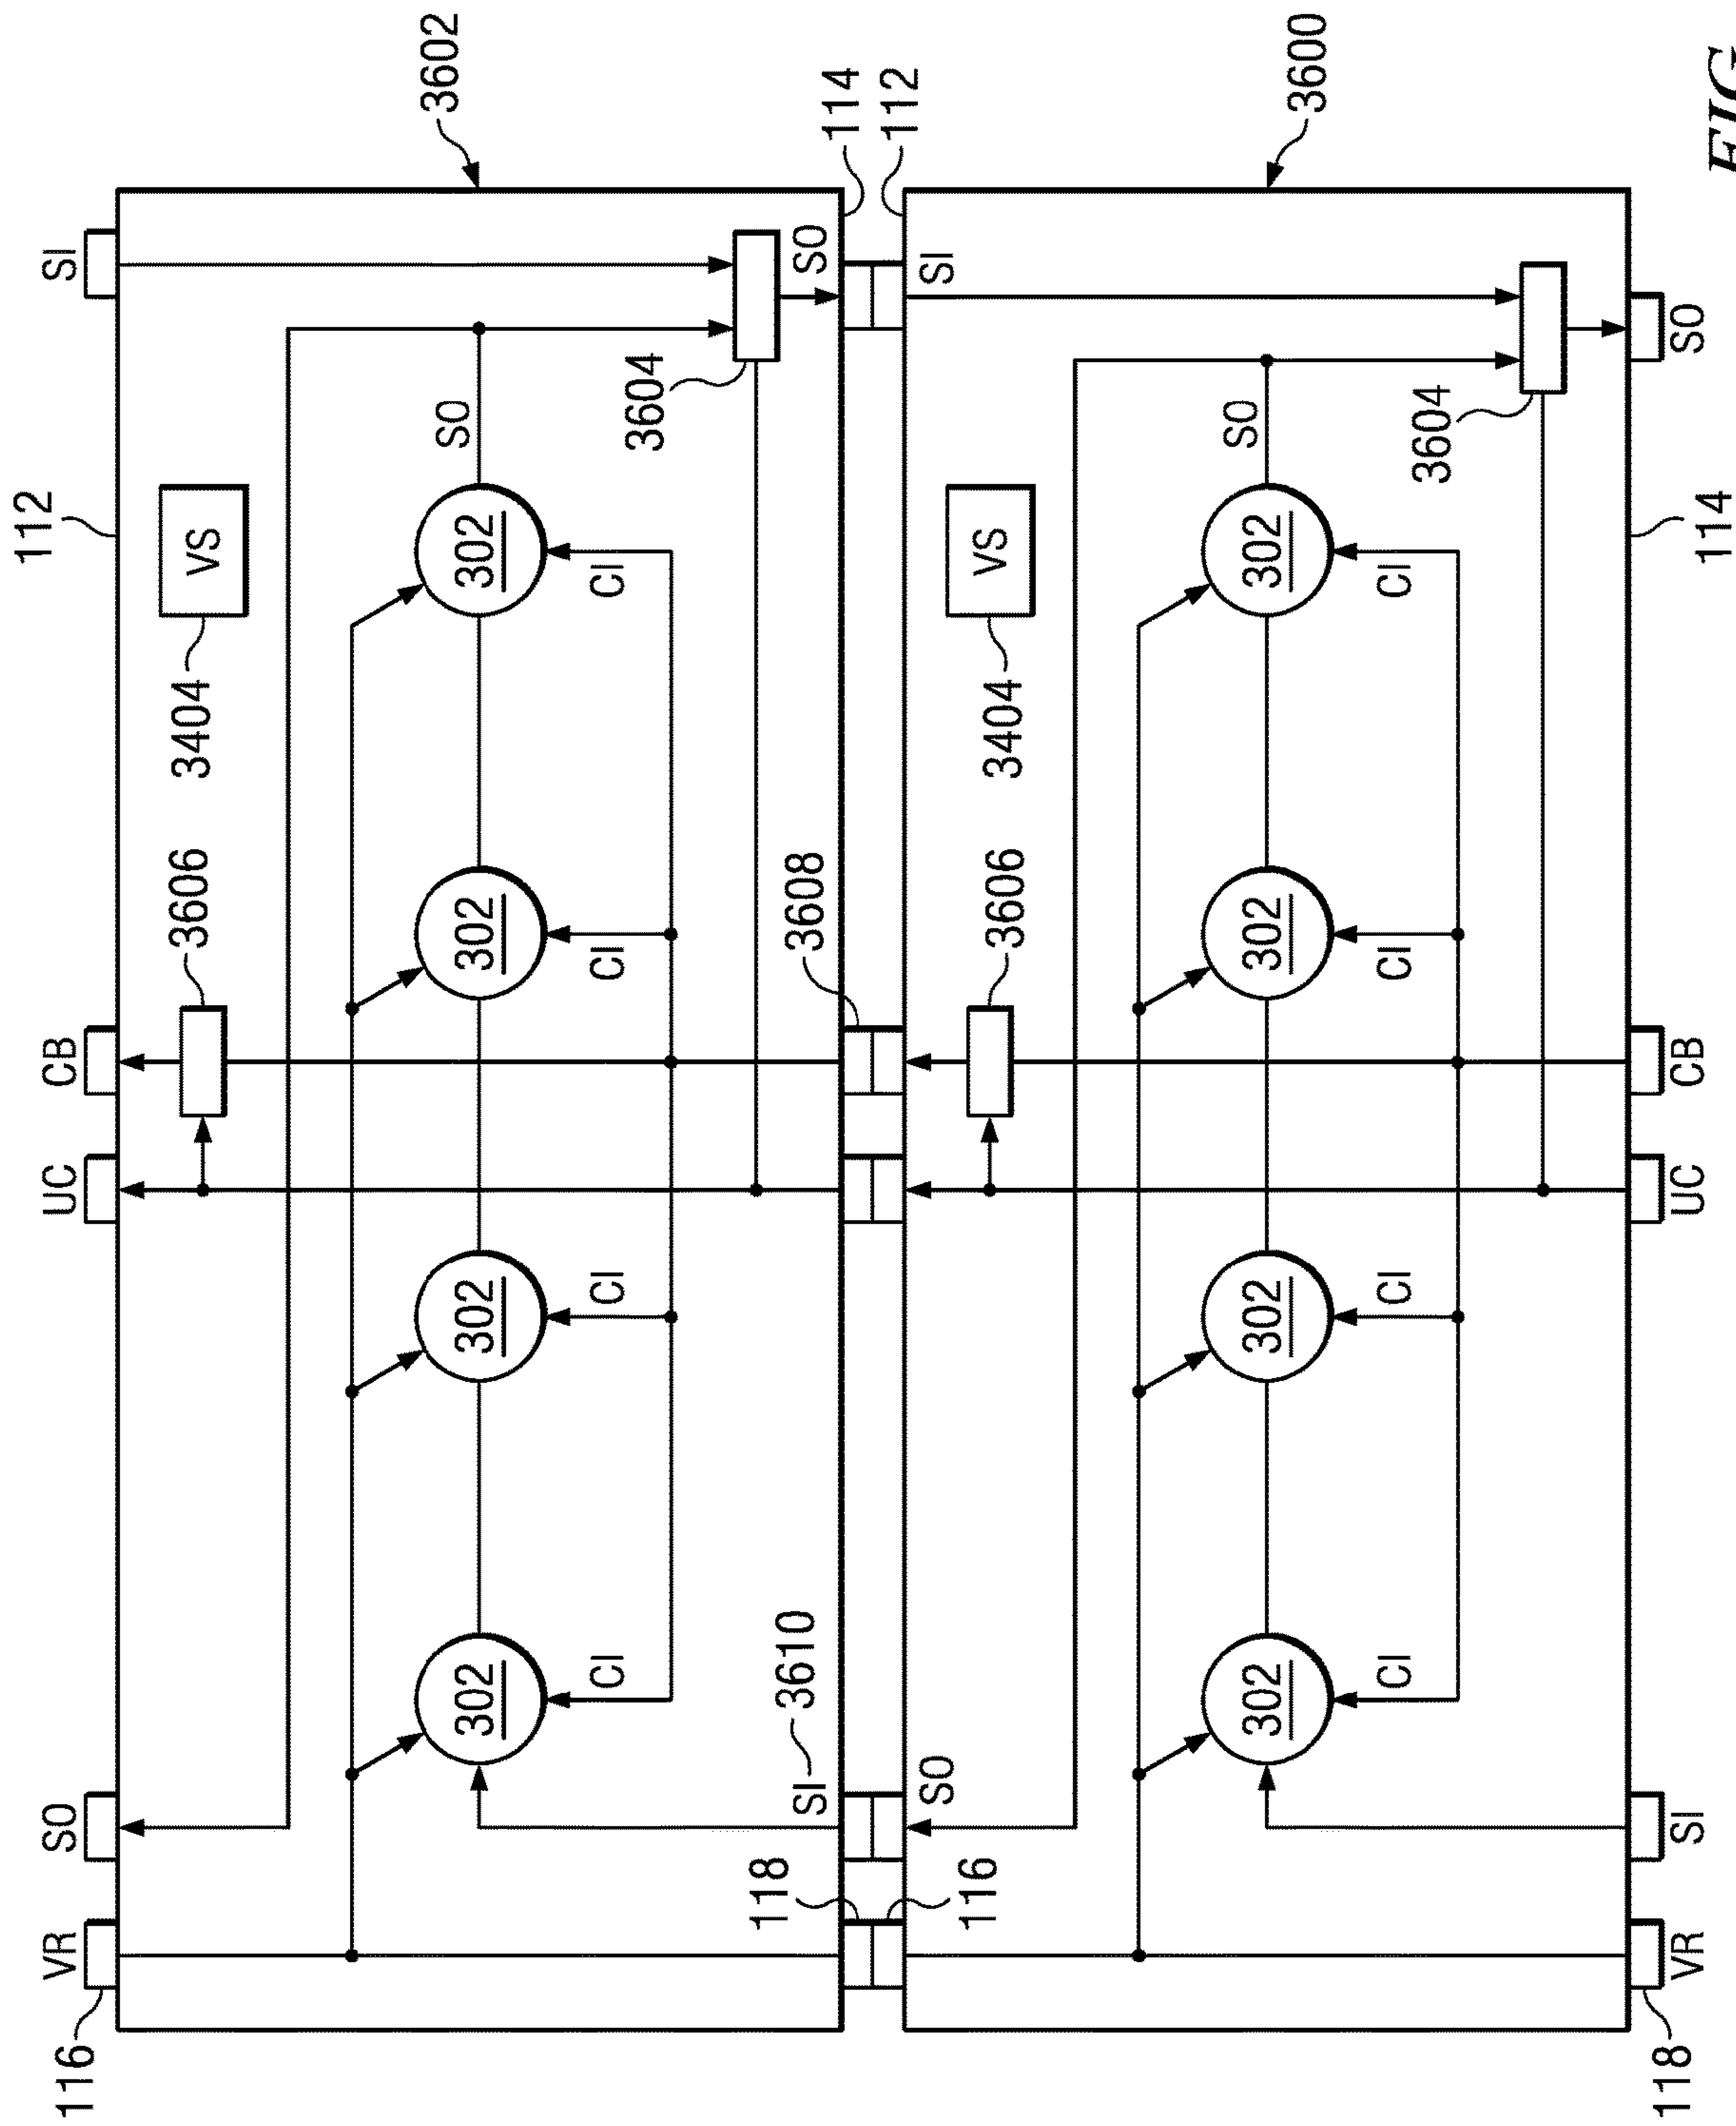 116
VR
SO
UC
CB
SI
112
3602
3606
3404
VS
302
302
302
302
SO
CI
CI
CI
CI
3604
SI
3610
118
3608
SO
114
112
116
SO
SI
3606
3404
VS
3600
302
302
302
302
SO
CI
CI
CI
CI
3604
118
VR
SI
UC
CB
SO
114
FIG